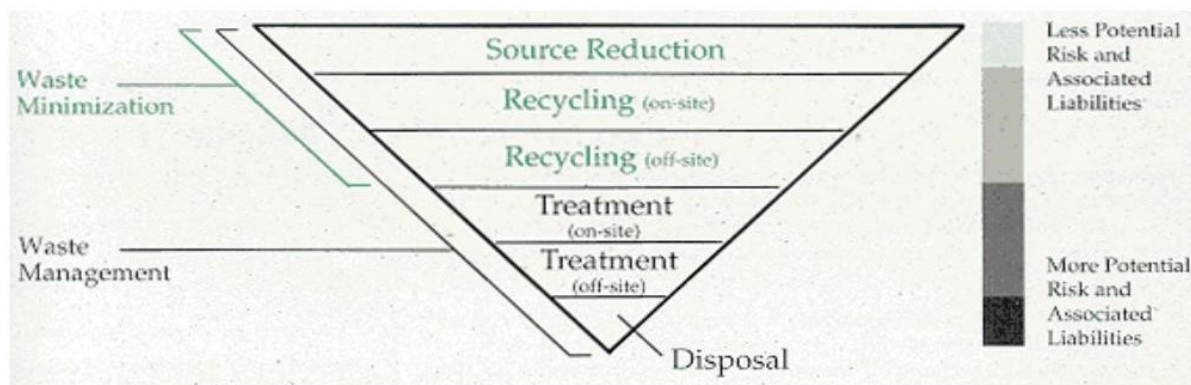 Source Reduction
Recycling (on-site)
Recycling (off-site)
Treatment
(on-site)
Treatment
(off-site)
Disposal
Waste
Minimization
Waste
Management
Less Potential
Risk and
Associated
Liabilities
More Potential
Risk and
Associated
Liabilities